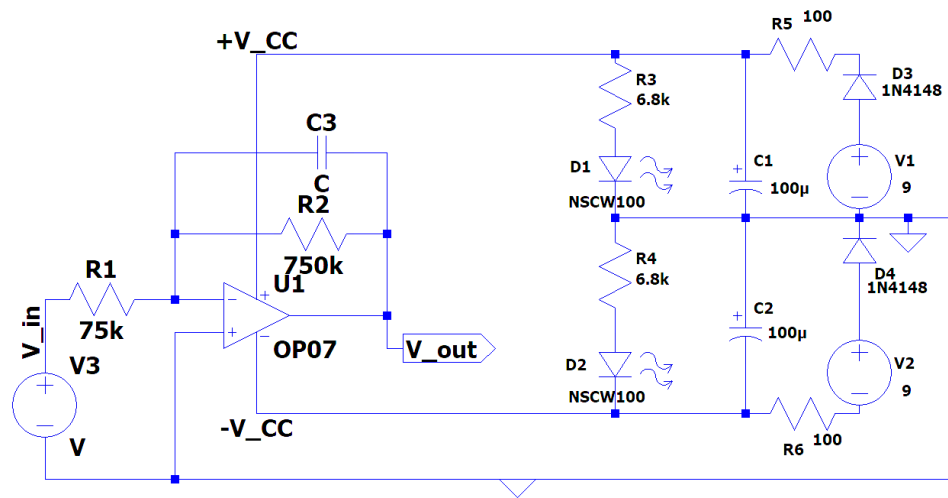 +V_CC
R5
100
D3
1N4148
R3
6.8k
C3
C
D1
NSCW100
C1
100µ
V1
9
R2
750k
R1
75k
U1
OP07
V_in
V3
V
V_out
R4
6.8k
D4
1N4148
C2
100µ
V2
9
D2
NSCW100
-V_CC
R6
100